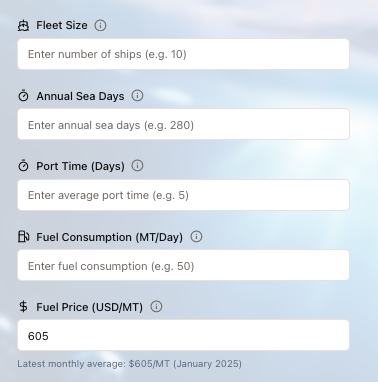 Fleet Size
Enter number of ships (e.g. 10)
Annual Sea Days
Enter annual sea days (e.g. 280)
Port Time (Days)
Enter average port time (e.g. 5)
Fuel Consumption (MT/Day)
Enter fuel consumption (e.g. 50)
Fuel Price (USD/MT)
605
Latest monthly average: $605/MT (January 2025)